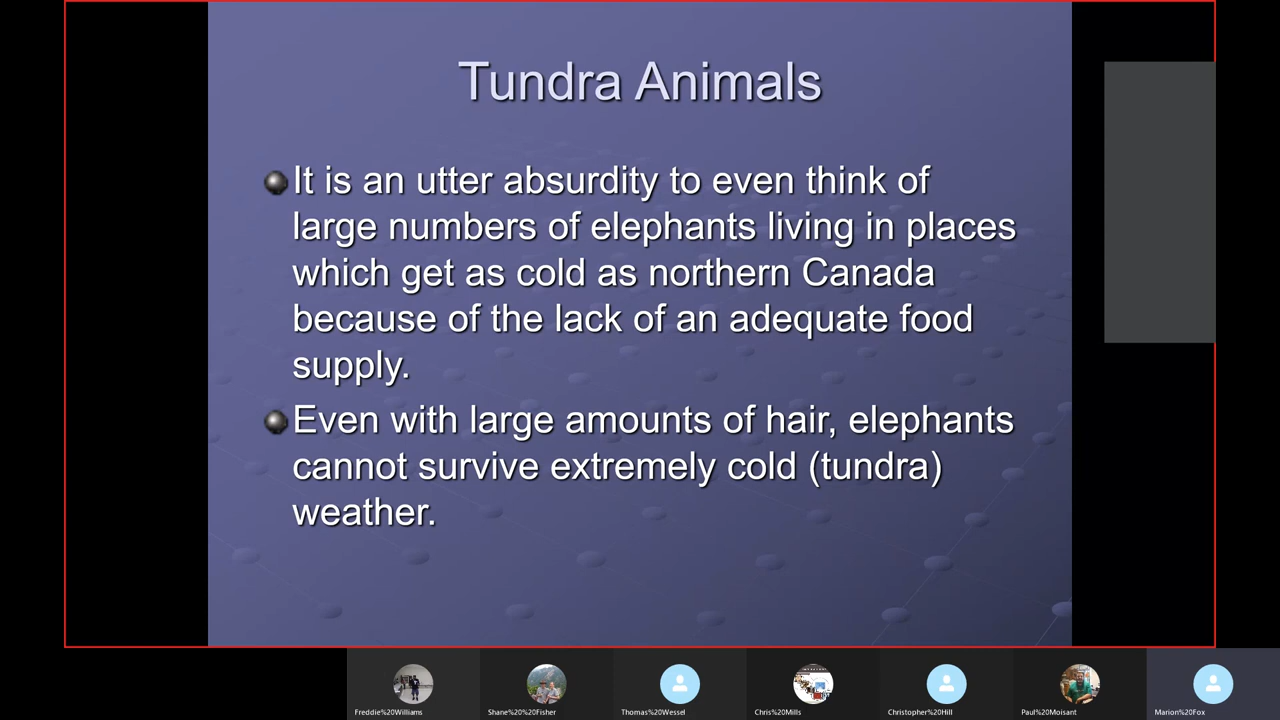 Tundra Animals
It is an utter absurdity to even think of
large numbers of elephants living in places
which get as cold as northern Canada
because of the lack of an adequate food
supply.
Even with large amounts of hair, elephants
cannot survive extremely cold (tundra)
weather.
Freddie%20Williams
Shane%20%20Fisher
Thomas%20Wessel
Chris%20Mills
Christopher%20Hill
Paul%20Moisant
Marion%20Fox